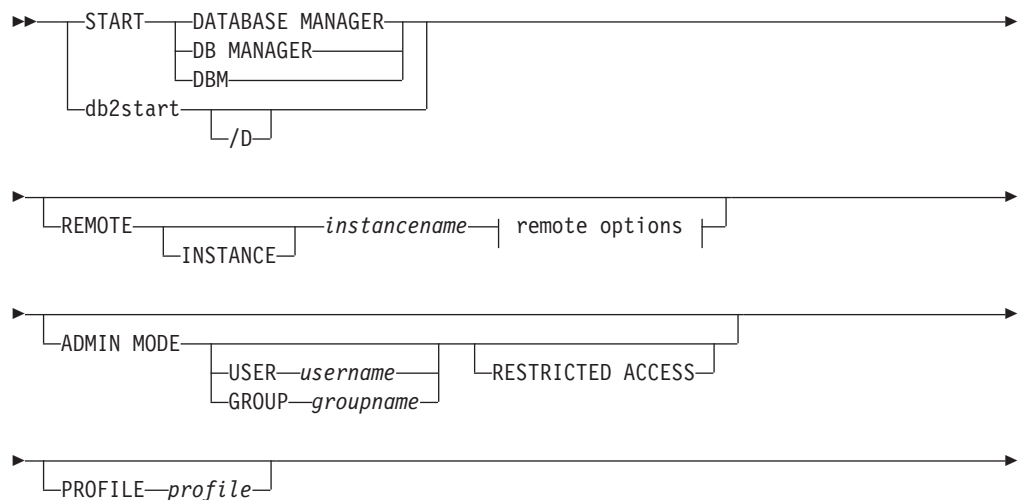 START DATABASE MANAGER
DB MANAGER
DBM
db2start
/D
REMOTE instancename remote options
INSTANCE
ADMIN MODE
USER username RESTRICTED ACCESS
GROUP groupname
PROFILE profile